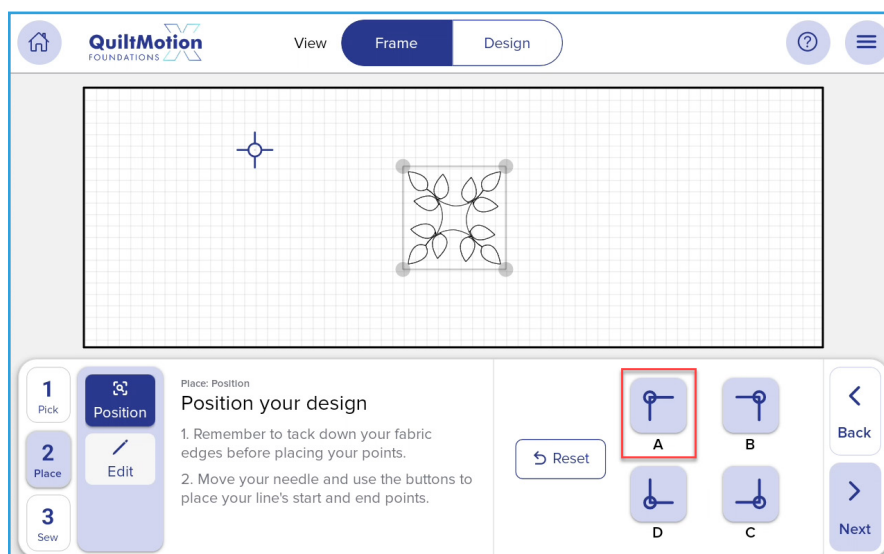 QuiltMotion
FOUNDATIONS
View
Frame
Design
1
Pick
2
Place
3
Sew
Position
Edit
Place: Position
Position your design
1. Remember to tack down your fabric
edges before placing your points.
2. Move your needle and use the buttons to
place your line's start and end points.
Reset
A
B
D
C
Back
Next